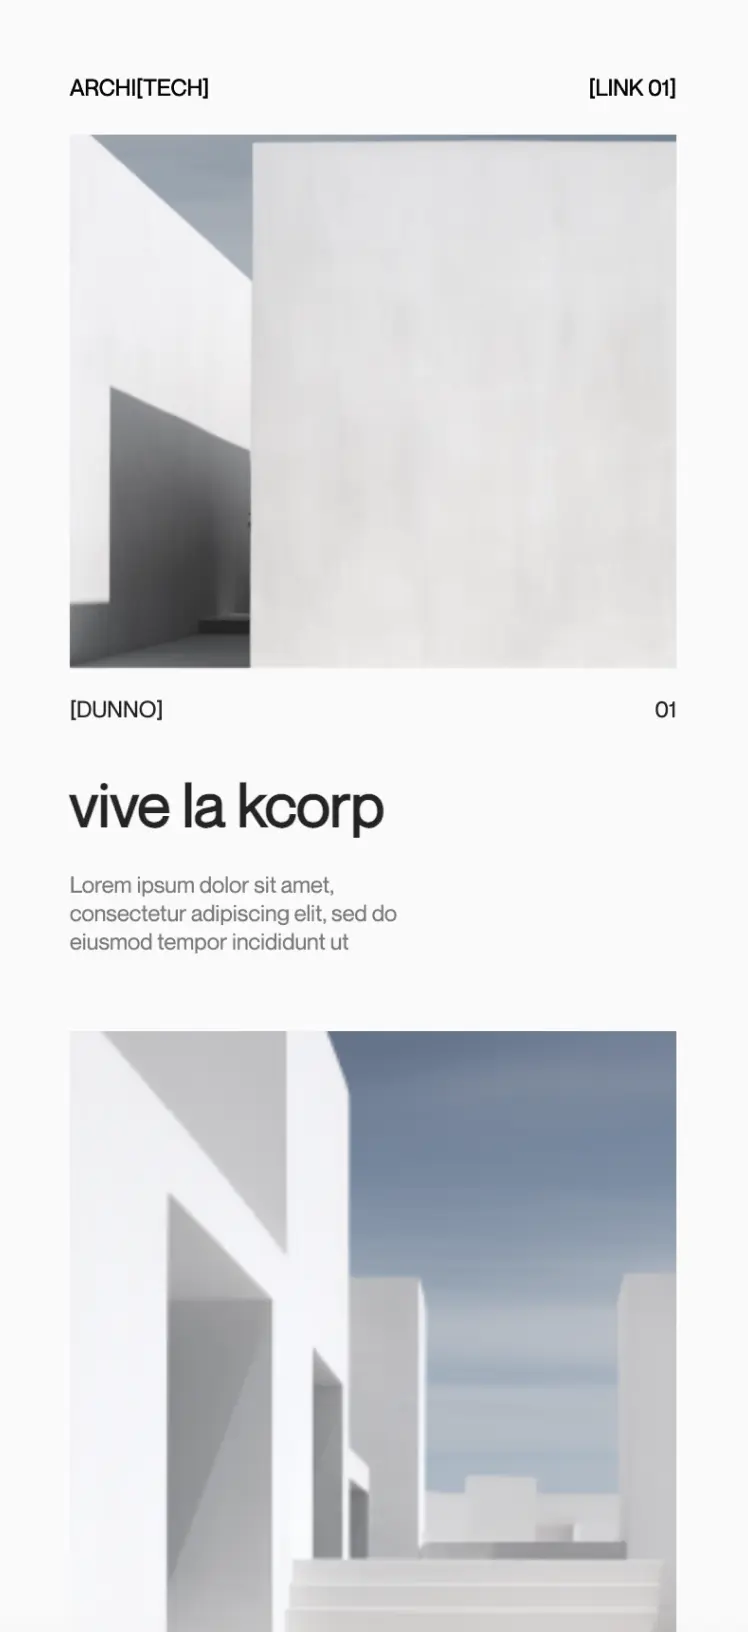 ARCHI[TECH]
[LINK 01]
[DUNNO]
01
vive la kcorp
Lorem ipsum dolor sit amet,
consectetur adipiscing elit, sed do
eiusmod tempor incididunt ut